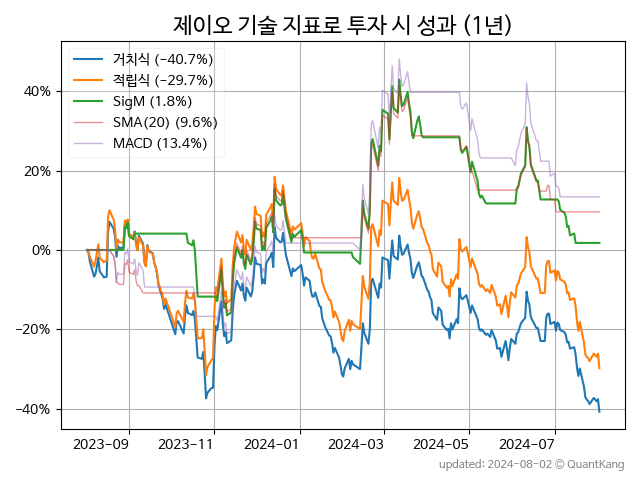 제이오 기술 지표로 투자 시 성과 (1년)
거치식 (−40.7%)
적립식 (−29.7%)
SigM (1.8%)
SMA(20) (9.6%)
MACD (13.4%)
40%
20%
0%
−20%
−40%
2023-09 2023-11 2024-01 2024-03 2024-05 2024-07
updated: 2024-08-02 © QuantKang